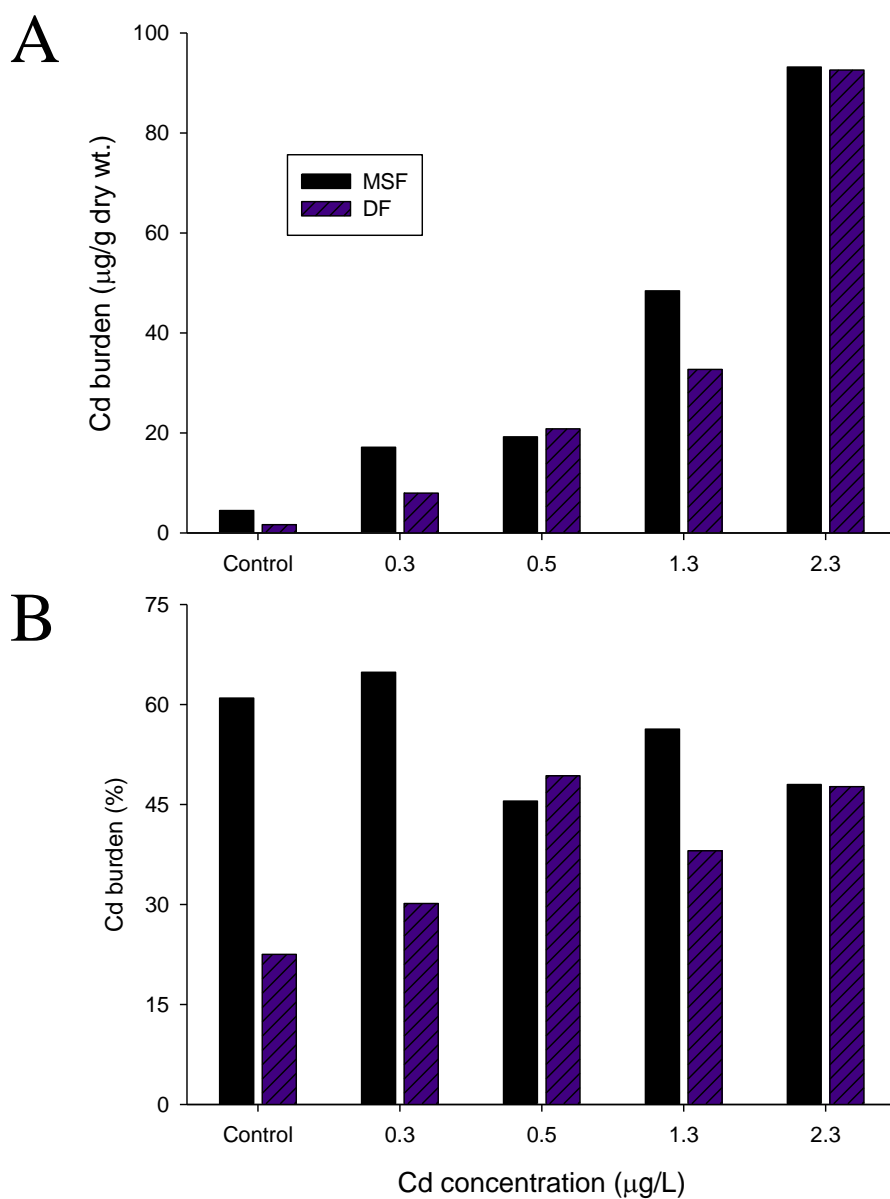 A
Cd burden (μg/g dry wt.)
100
80
60
40
20
0
MSF
DF
Control 0.3 0.5 1.3 2.3
B
Cd burden (%)
75
60
45
30
15
0
Control 0.3 0.5 1.3 2.3
Cd concentration (μg/L)